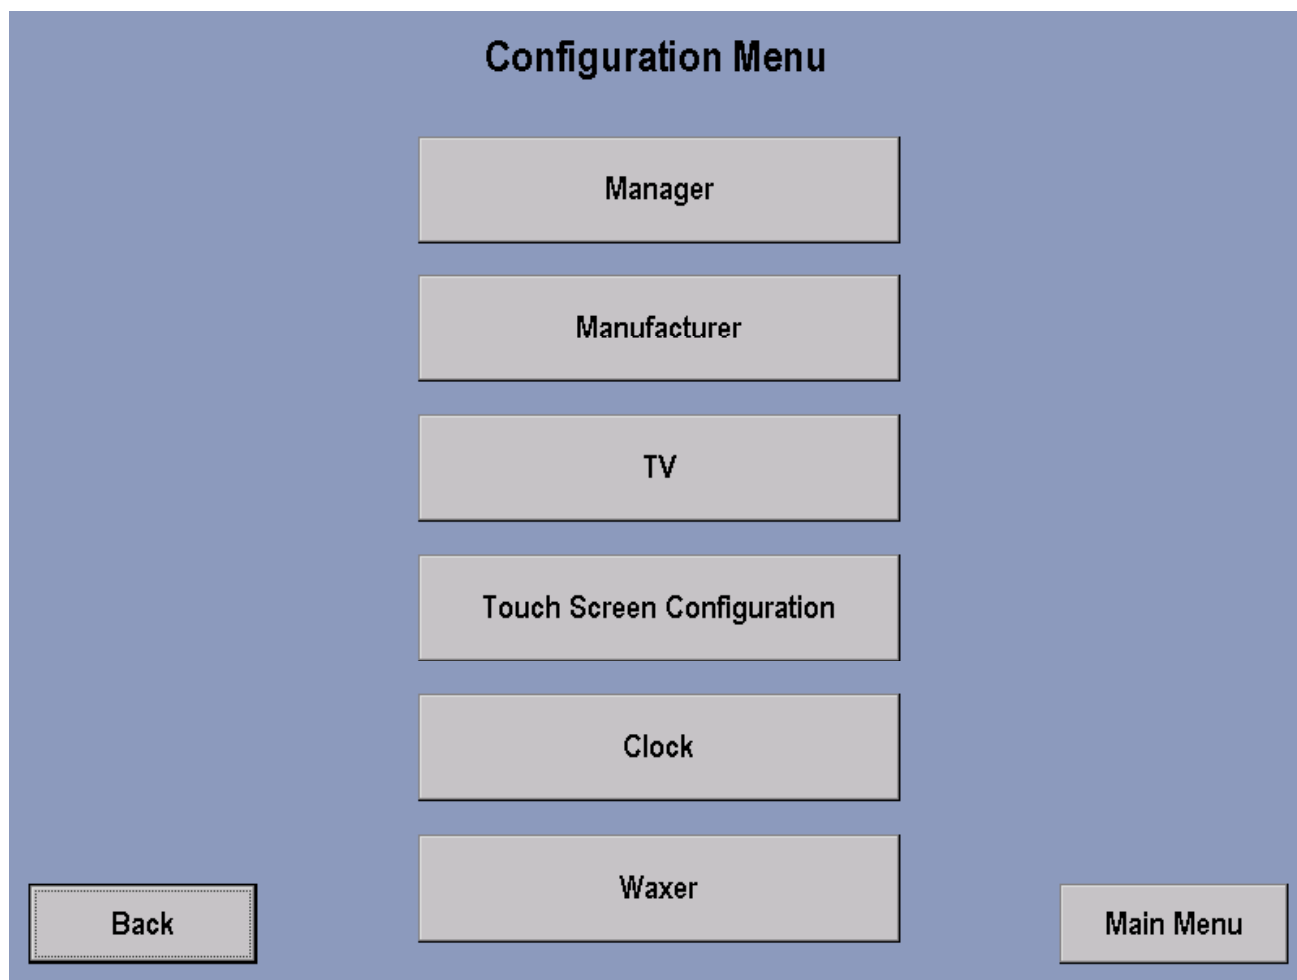 Configuration Menu
Manager
Manufacturer
TV
Touch Screen Configuration
Clock
Waxer
Back
Main Menu